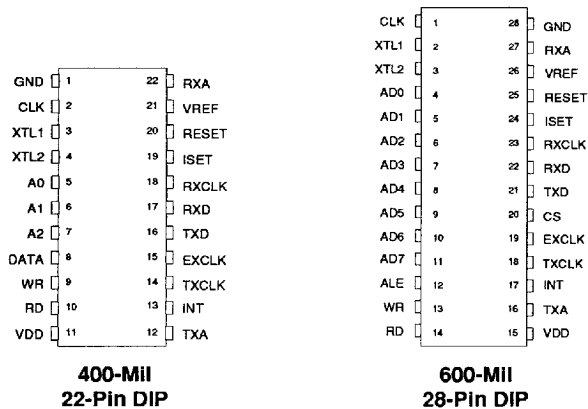 GND 1 22 RXA
CLK 2 21 VREF
XTL1 3 20 RESET
XTL2 4 19 ISET
A0 5 18 RXCLK
A1 6 17 RXD
A2 7 16 TXD
DATA 8 15 EXCLK
WR 9 14 TXCLK
RD 10 13 INT
VDD 11 12 TXA
400-Mil
22-Pin DIP
CLK 1 28 GND
XTL1 2 27 RXA
XTL2 3 26 VREF
AD0 4 25 RESET
AD1 5 24 ISET
AD2 6 23 RXCLK
AD3 7 22 RXD
AD4 8 21 TXD
AD5 9 20 CS
AD6 10 19 EXCLK
AD7 11 18 TXCLK
ALE 12 17 INT
WR 13 16 TXA
RD 14 15 VDD
600-Mil
28-Pin DIP